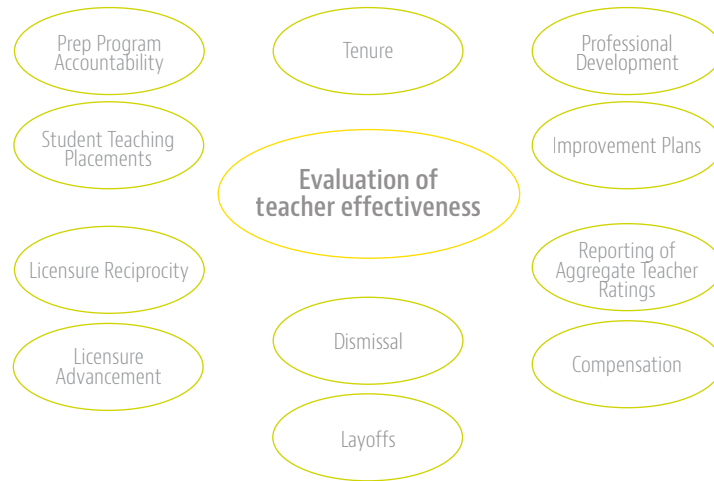 Prep Program
Accountability
Tenure
Professional
Development
Student Teaching
Placements
Improvement Plans
Evaluation of
teacher effectiveness
Licensure Reciprocity
Reporting of
Aggregate Teacher
Ratings
Licensure
Advancement
Dismissal
Compensation
Layoffs